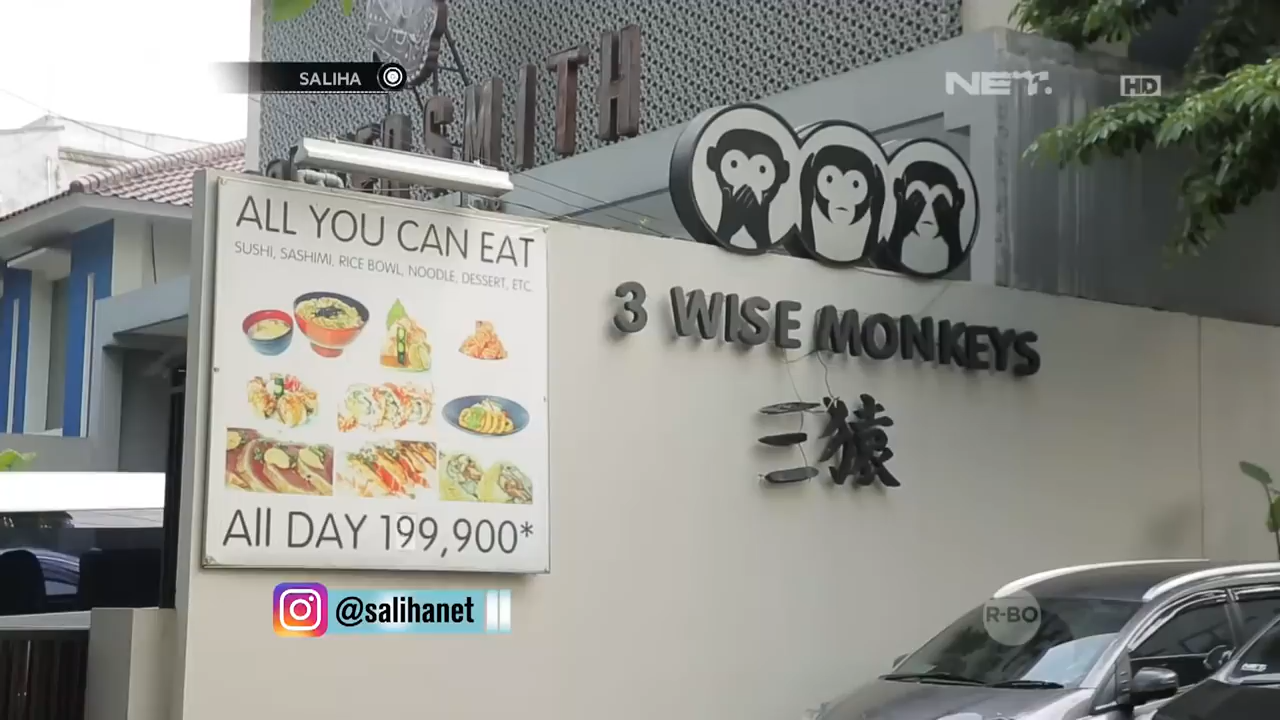 SALIHA
NET.
HD
SMITH
ALL YOU CAN EAT
SUSHI, SASHIMI, RICE BOWL, NOODLE, DESSERT, ETC.
All DAY 199,900*
3 WISE MONKEYS
三猿
@salihanet
R-BO